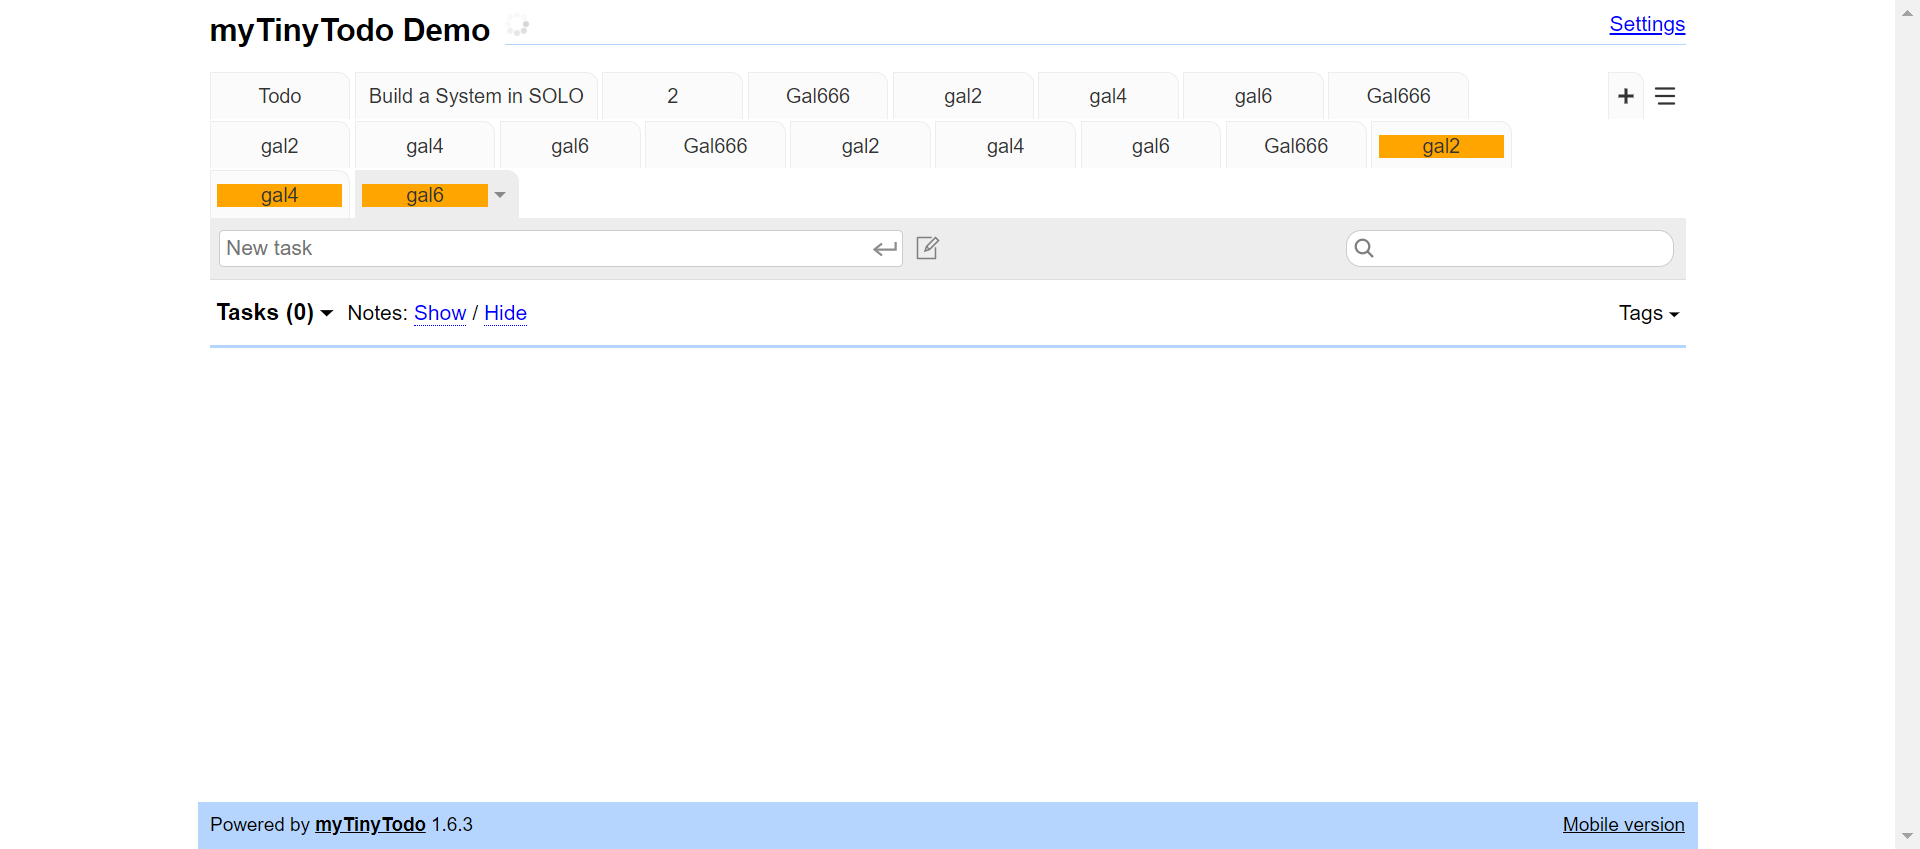 myTinyTodo Demo Settings
Todo Build a System in SOLO 2 Gal666 gal2 gal4 gal6 Gal666 +
gal2 gal4 gal6 Gal666 gal2 gal4 gal6 Gal666 gal2
gal4 gal6
New task
Tasks (0) Notes: Show / Hide Tags
Powered by myTinyTodo 1.6.3 Mobile version